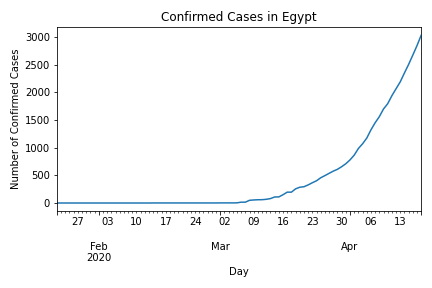 Confirmed Cases in Egypt
3000
2500
2000
1500
1000
500
0
Number of Confirmed Cases
27 03 10 17 24 02 09 16 23 30 06 13
Feb Mar Apr
2020
Day